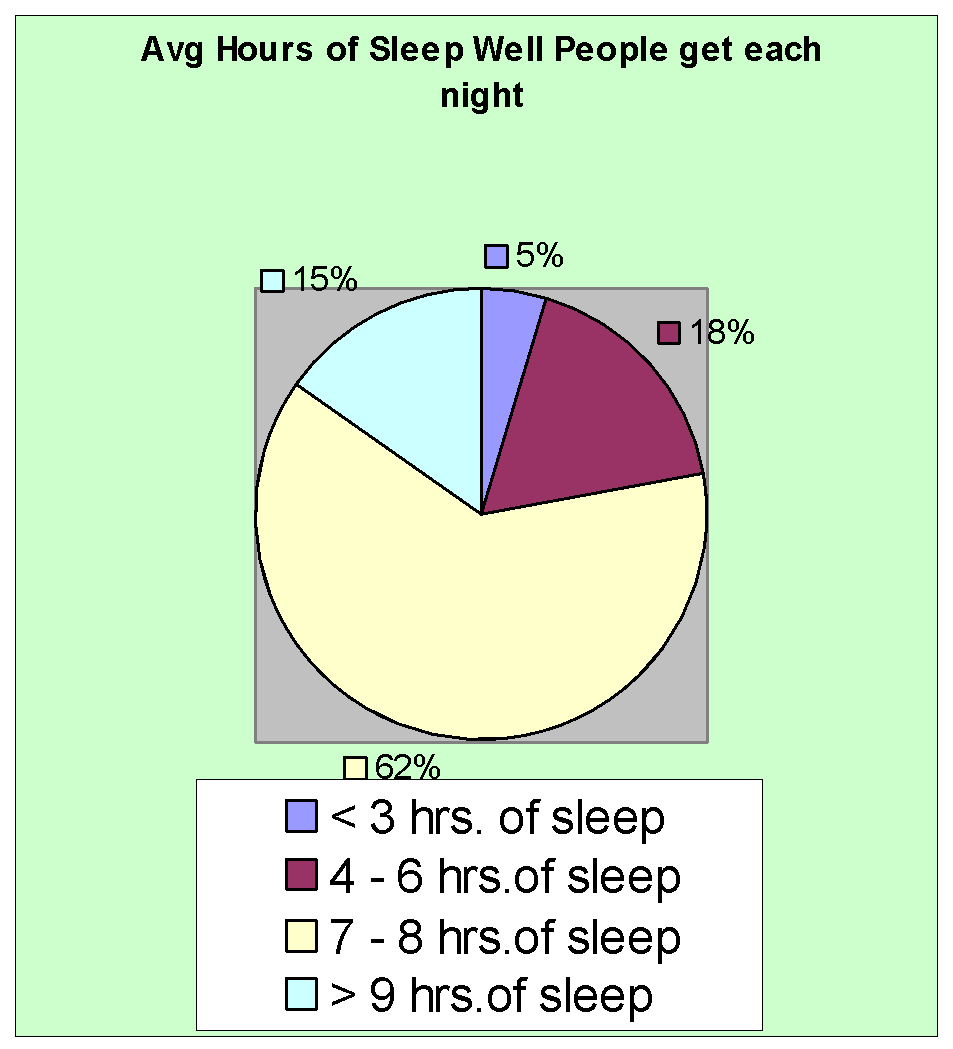 Avg Hours of Sleep Well People get each
night
5%
15%
18%
62%
< 3 hrs. of sleep
4 - 6 hrs.of sleep
7 - 8 hrs.of sleep
> 9 hrs.of sleep